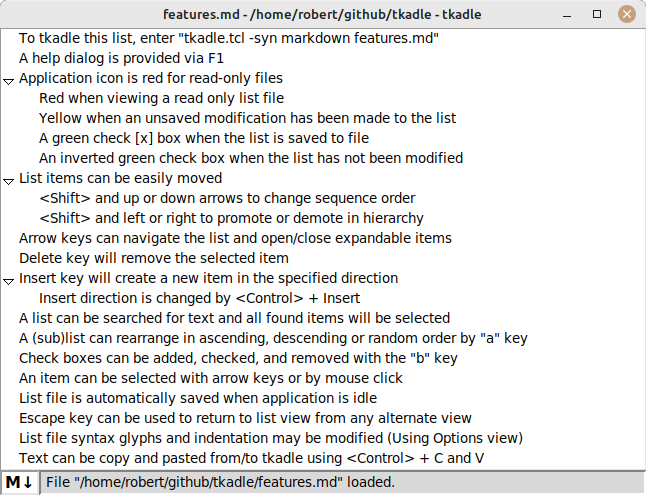 features.md - /home/robert/github/tkadle - tkadle
To tkadle this list, enter "tkadle.tcl -syn markdown features.md"
A help dialog is provided via F1
Application icon is red for read-only files
Red when viewing a read only list file
Yellow when an unsaved modification has been made to the list
A green check [x] box when the list is saved to file
An inverted green check box when the list has not been modified
List items can be easily moved
<Shift> and up or down arrows to change sequence order
<Shift> and left or right to promote or demote in hierarchy
Arrow keys can navigate the list and open/close expandable items
Delete key will remove the selected item
Insert key will create a new item in the specified direction
Insert direction is changed by <Control> + Insert
A list can be searched for text and all found items will be selected
A (sub)list can rearrange in ascending, descending or random order by "a" key
Check boxes can be added, checked, and removed with the "b" key
An item can be selected with arrow keys or by mouse click
List file is automatically saved when application is idle
Escape key can be used to return to list view from any alternate view
List file syntax glyphs and indentation may be modified (Using Options view)
Text can be copy and pasted from/to tkadle using <Control> + C and V
M↓ File "/home/robert/github/tkadle/features.md" loaded.